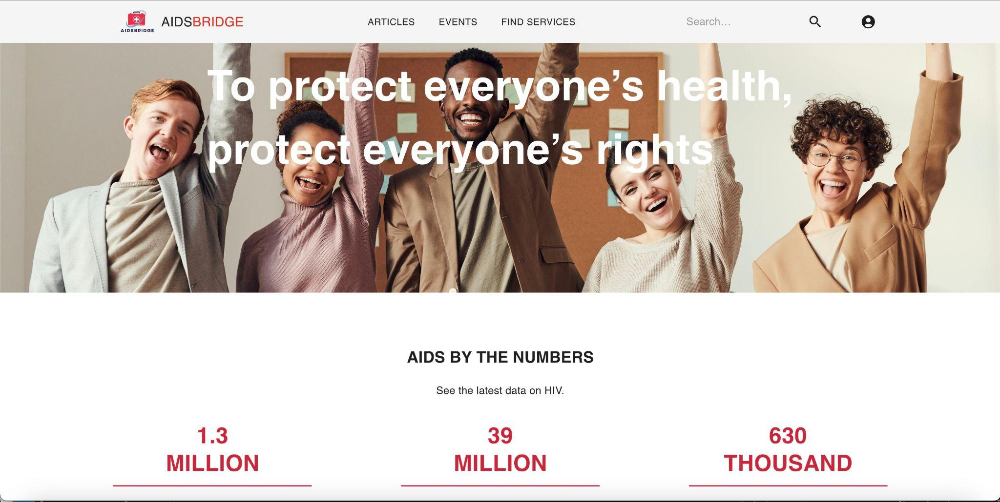 AIDSBRIDGE
AIDSBRIDGE
ARTICLES
EVENTS
FIND SERVICES
Search...
To protect everyone’s health,
protect everyone’s rights
AIDS BY THE NUMBERS
See the latest data on HIV.
1.3
MILLION
39
MILLION
630
THOUSAND